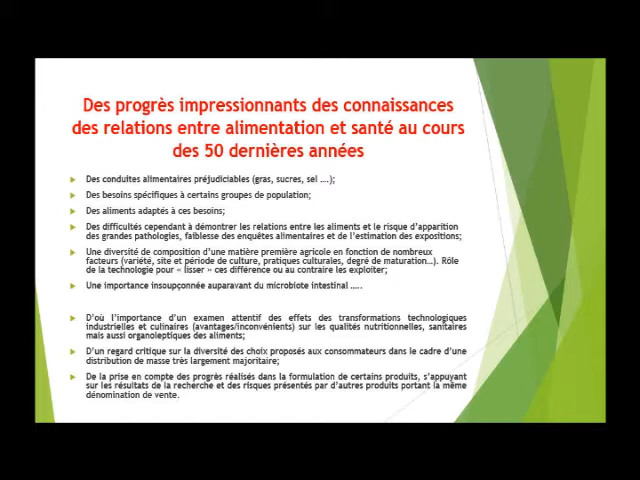 Des progrès impressionnants des connaissances
des relations entre alimentation et santé au cours
des 50 dernières années
Des conduites alimentaires préjudiciables (gras, sucres, sel ....);
Des besoins spécifiques à certains groupes de population;
Des aliments adaptés à ces besoins;
Des difficultés cependant à démontrer les relations entre les aliments et le risque d'apparition
des grandes pathologies, faiblesse des enquêtes alimentaires et de l'estimation des expositions;
Une diversité de composition d'une matière première agricole en fonction de nombreux
facteurs (variété, site et période de culture, pratiques culturales, degré de maturation...). Rôle
de la technologie pour « lisser » ces différence ou au contraire les exploiter;
Une importance insoupçonnée auparavant du microbiote intestinal .....
D'où l'importance d'un examen attentif des effets des transformations technologiques
industrielles et culinaires (avantages/inconvénients) sur les qualités nutritionnelles, sanitaires
mais aussi organoleptiques des aliments;
D'un regard critique sur la diversité des choix proposés aux consommateurs dans le cadre d'une
distribution de masse très largement majoritaire;
De la prise en compte des progrès réalisés dans la formulation de certains produits, s'appuyant
sur les résultats de la recherche et des risques présentés par d'autres produits portant la même
dénomination de vente.